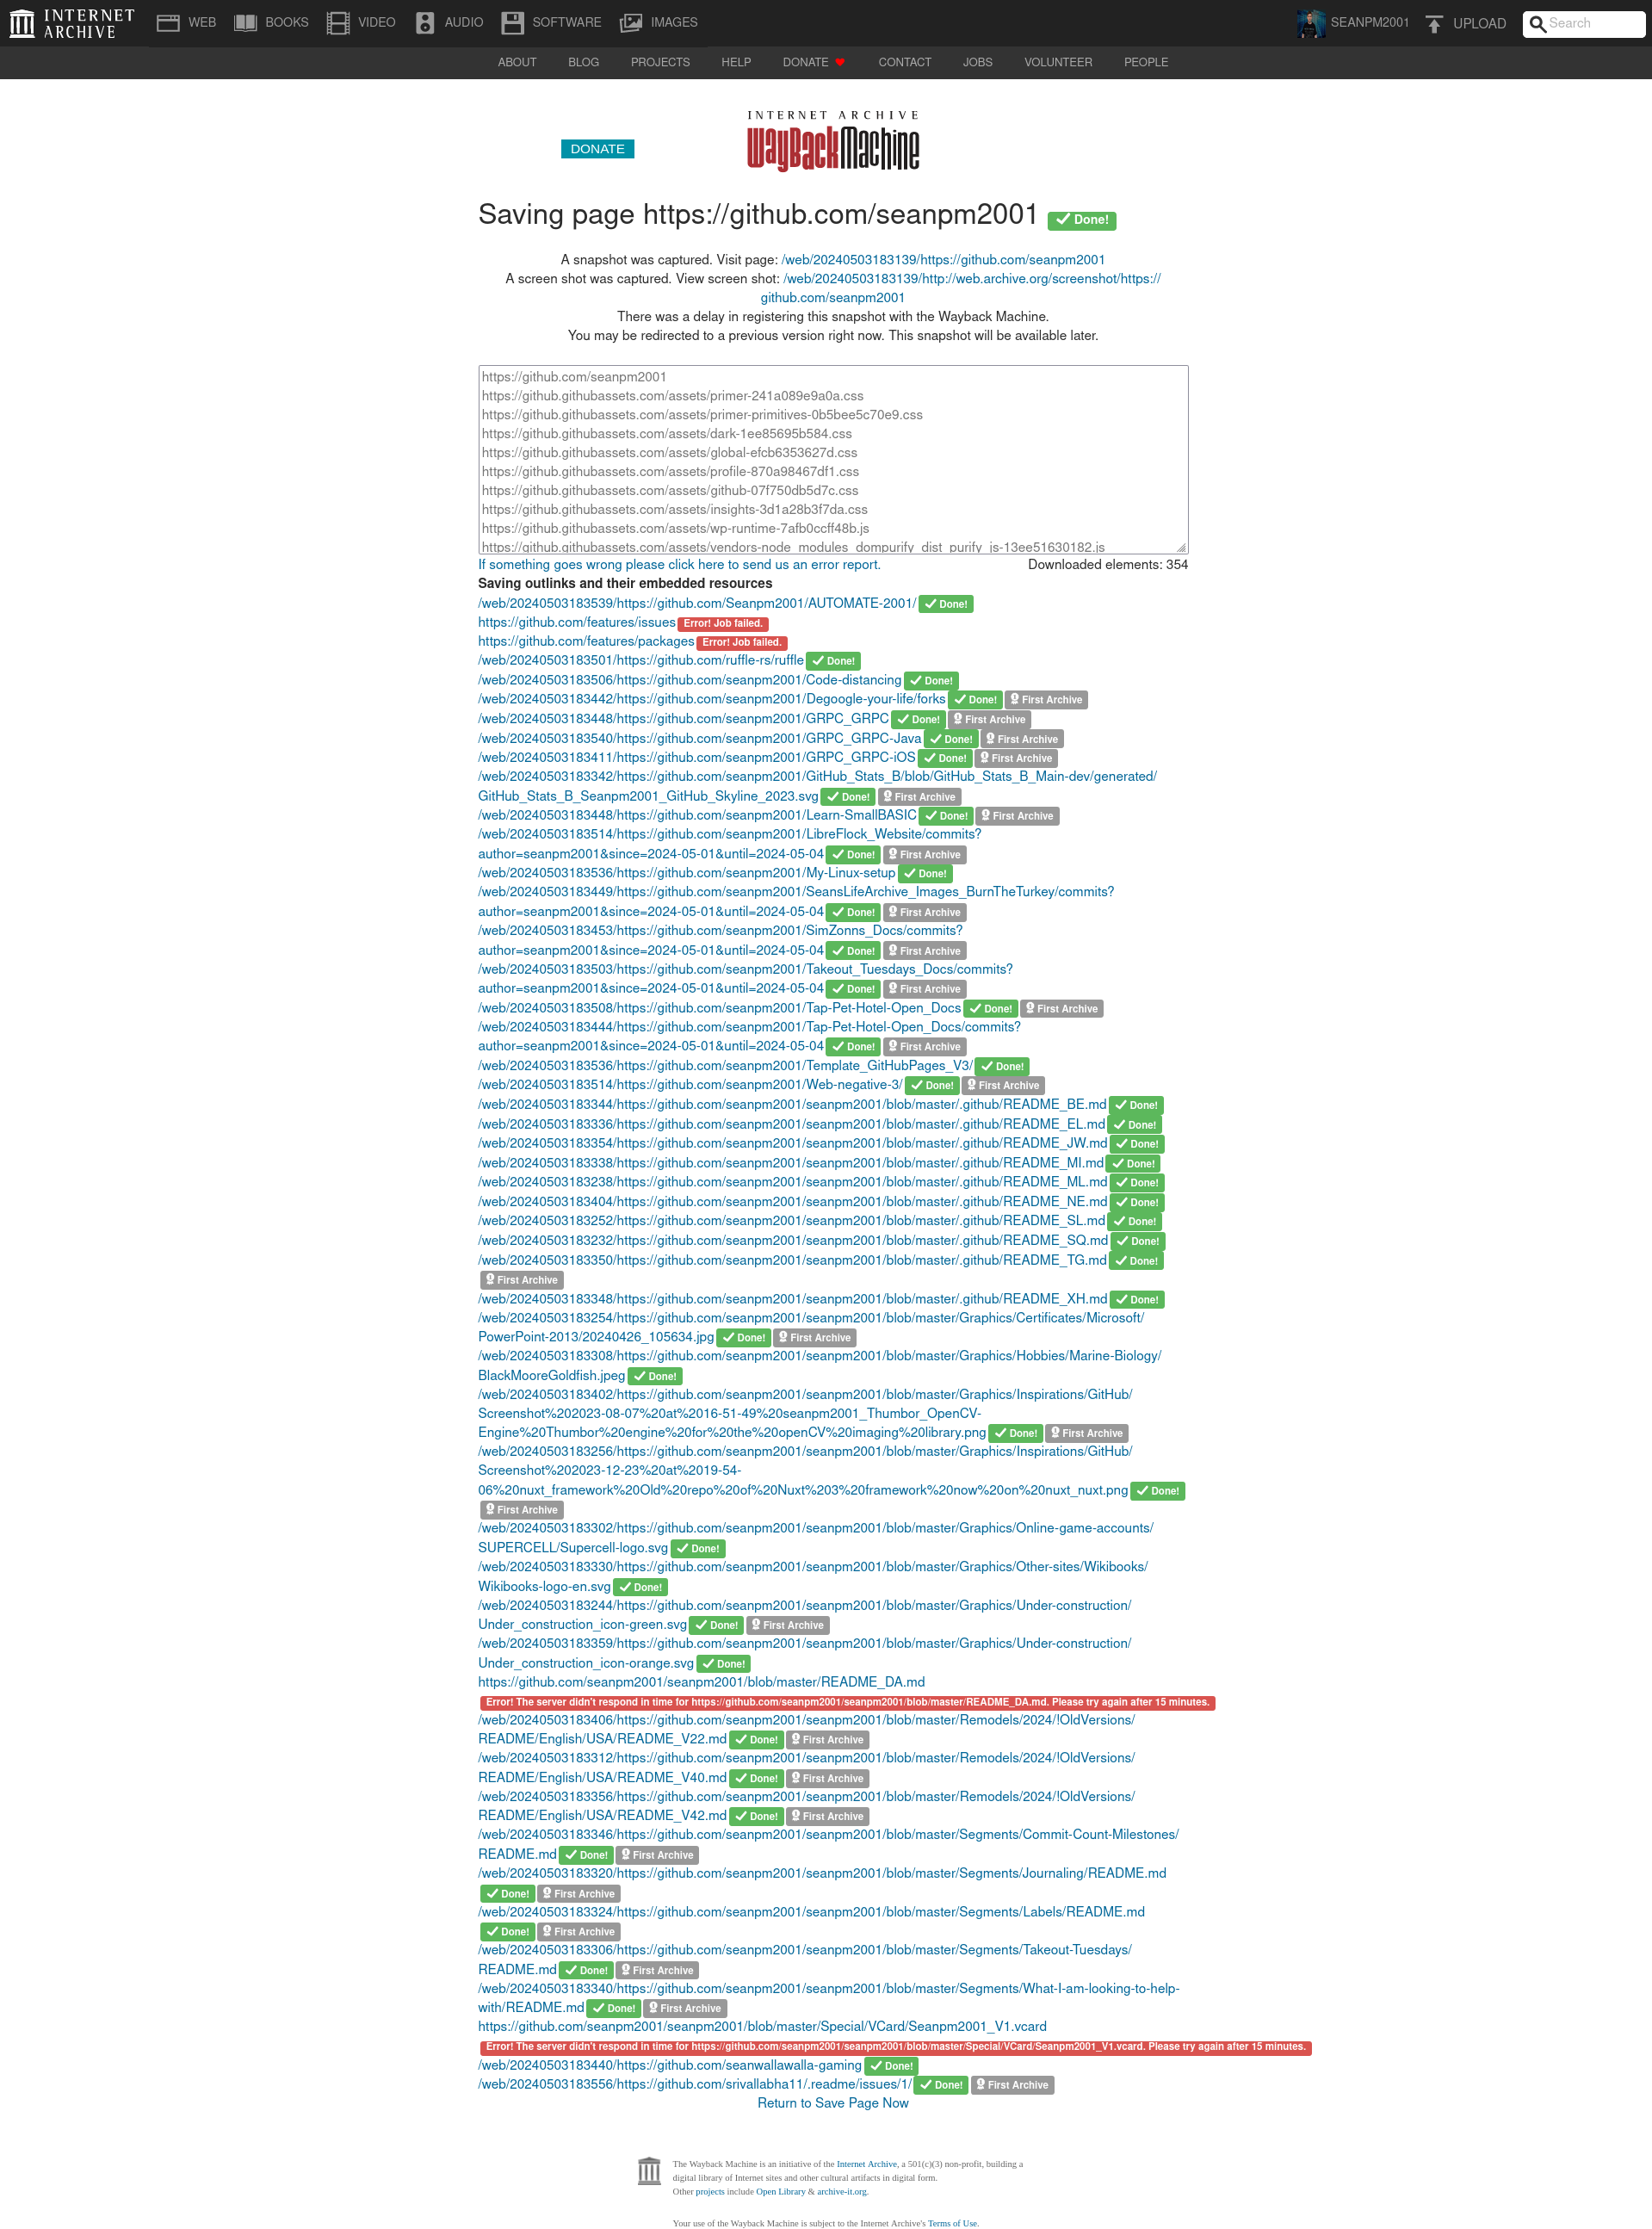 INTERNET ARCHIVE WEB BOOKS VIDEO AUDIO SOFTWARE IMAGES SEANPM2001 UPLOAD Search
ABOUT BLOG PROJECTS HELP DONATE CONTACT JOBS VOLUNTEER PEOPLE
INTERNET ARCHIVE
DONATE WayBackMachine
Saving page https://github.com/seanpm2001 Done!
A snapshot was captured. Visit page: /web/20240503183139/https://github.com/seanpm2001
A screen shot was captured. View screen shot: /web/20240503183139/http://web.archive.org/screenshot/https://
github.com/seanpm2001
There was a delay in registering this snapshot with the Wayback Machine.
You may be redirected to a previous version right now. This snapshot will be available later.
https://github.com/seanpm2001
https://github.githubassets.com/assets/primer-241a089e9a0a.css
https://github.githubassets.com/assets/primer-primitives-0b5bee5c70e9.css
https://github.githubassets.com/assets/dark-1ee85695b584.css
https://github.githubassets.com/assets/global-efcb6353627d.css
https://github.githubassets.com/assets/profile-870a98467df1.css
https://github.githubassets.com/assets/github-07f750db5d7c.css
https://github.githubassets.com/assets/insights-3d1a28b3f7da.css
https://github.githubassets.com/assets/wp-runtime-7afb0ccff48b.js
https://github.githubassets.com/assets/vendors-node_modules_dompurify_dist_purify_js-13ee51630182.js
If something goes wrong please click here to send us an error report. Downloaded elements: 354
Saving outlinks and their embedded resources
/web/20240503183539/https://github.com/Seanpm2001/AUTOMATE-2001/ Done!
https://github.com/features/issues Error! Job failed.
https://github.com/features/packages Error! Job failed.
/web/20240503183501/https://github.com/ruffle-rs/ruffle Done!
/web/20240503183506/https://github.com/seanpm2001/Code-distancing Done!
/web/20240503183442/https://github.com/seanpm2001/Degoogle-your-life/forks Done! First Archive
/web/20240503183448/https://github.com/seanpm2001/GRPC_GRPC Done! First Archive
/web/20240503183540/https://github.com/seanpm2001/GRPC_GRPC-Java Done! First Archive
/web/20240503183411/https://github.com/seanpm2001/GRPC_GRPC-iOS Done! First Archive
/web/20240503183342/https://github.com/seanpm2001/GitHub_Stats_B/blob/GitHub_Stats_B_Main-dev/generated/
GitHub_Stats_B_Seanpm2001_GitHub_Skyline_2023.svg Done! First Archive
/web/20240503183448/https://github.com/seanpm2001/Learn-SmallBASIC Done! First Archive
/web/20240503183514/https://github.com/seanpm2001/LibreFlock_Website/commits?
author=seanpm2001&since=2024-05-01&until=2024-05-04 Done! First Archive
/web/20240503183536/https://github.com/seanpm2001/My-Linux-setup Done!
/web/20240503183449/https://github.com/seanpm2001/SeansLifeArchive_Images_BurnTheTurkey/commits?
author=seanpm2001&since=2024-05-01&until=2024-05-04 Done! First Archive
/web/20240503183453/https://github.com/seanpm2001/SimZonns_Docs/commits?
author=seanpm2001&since=2024-05-01&until=2024-05-04 Done! First Archive
/web/20240503183503/https://github.com/seanpm2001/Takeout_Tuesdays_Docs/commits?
author=seanpm2001&since=2024-05-01&until=2024-05-04 Done! First Archive
/web/20240503183508/https://github.com/seanpm2001/Tap-Pet-Hotel-Open_Docs Done! First Archive
/web/20240503183444/https://github.com/seanpm2001/Tap-Pet-Hotel-Open_Docs/commits?
author=seanpm2001&since=2024-05-01&until=2024-05-04 Done! First Archive
/web/20240503183536/https://github.com/seanpm2001/Template_GitHubPages_V3/ Done!
/web/20240503183514/https://github.com/seanpm2001/Web-negative-3/ Done! First Archive
/web/20240503183344/https://github.com/seanpm2001/seanpm2001/blob/master/.github/README_BE.md Done!
/web/20240503183336/https://github.com/seanpm2001/seanpm2001/blob/master/.github/README_EL.md Done!
/web/20240503183354/https://github.com/seanpm2001/seanpm2001/blob/master/.github/README_JW.md Done!
/web/20240503183338/https://github.com/seanpm2001/seanpm2001/blob/master/.github/README_MI.md Done!
/web/20240503183238/https://github.com/seanpm2001/seanpm2001/blob/master/.github/README_ML.md Done!
/web/20240503183404/https://github.com/seanpm2001/seanpm2001/blob/master/.github/README_NE.md Done!
/web/20240503183252/https://github.com/seanpm2001/seanpm2001/blob/master/.github/README_SL.md Done!
/web/20240503183232/https://github.com/seanpm2001/seanpm2001/blob/master/.github/README_SQ.md Done!
/web/20240503183350/https://github.com/seanpm2001/seanpm2001/blob/master/.github/README_TG.md Done!
First Archive
/web/20240503183348/https://github.com/seanpm2001/seanpm2001/blob/master/.github/README_XH.md Done!
/web/20240503183254/https://github.com/seanpm2001/seanpm2001/blob/master/Graphics/Certificates/Microsoft/
PowerPoint-2013/20240426_105634.jpg Done! First Archive
/web/20240503183308/https://github.com/seanpm2001/seanpm2001/blob/master/Graphics/Hobbies/Marine-Biology/
BlackMooreGoldfish.jpeg Done!
/web/20240503183402/https://github.com/seanpm2001/seanpm2001/blob/master/Graphics/Inspirations/GitHub/
Screenshot%202023-08-07%20at%2016-51-49%20seanpm2001_Thumbor_OpenCV-
Engine%20Thumbor%20engine%20for%20the%20openCV%20imaging%20library.png Done! First Archive
/web/20240503183256/https://github.com/seanpm2001/seanpm2001/blob/master/Graphics/Inspirations/GitHub/
Screenshot%202023-12-23%20at%2019-54-
06%20nuxt_framework%20Old%20repo%20of%20Nuxt%203%20framework%20now%20on%20nuxt_nuxt.png Done!
First Archive
/web/20240503183302/https://github.com/seanpm2001/seanpm2001/blob/master/Graphics/Online-game-accounts/
SUPERCELL/Supercell-logo.svg Done!
/web/20240503183330/https://github.com/seanpm2001/seanpm2001/blob/master/Graphics/Other-sites/Wikibooks/
Wikibooks-logo-en.svg Done!
/web/20240503183244/https://github.com/seanpm2001/seanpm2001/blob/master/Graphics/Under-construction/
Under_construction_icon-green.svg Done! First Archive
/web/20240503183359/https://github.com/seanpm2001/seanpm2001/blob/master/Graphics/Under-construction/
Under_construction_icon-orange.svg Done!
https://github.com/seanpm2001/seanpm2001/blob/master/README_DA.md
Error! The server didn't respond in time for https://github.com/seanpm2001/seanpm2001/blob/master/README_DA.md. Please try again after 15 minutes.
/web/20240503183406/https://github.com/seanpm2001/seanpm2001/blob/master/Remodels/2024/!OldVersions/
README/English/USA/README_V22.md Done! First Archive
/web/20240503183312/https://github.com/seanpm2001/seanpm2001/blob/master/Remodels/2024/!OldVersions/
README/English/USA/README_V40.md Done! First Archive
/web/20240503183356/https://github.com/seanpm2001/seanpm2001/blob/master/Remodels/2024/!OldVersions/
README/English/USA/README_V42.md Done! First Archive
/web/20240503183346/https://github.com/seanpm2001/seanpm2001/blob/master/Segments/Commit-Count-Milestones/
README.md Done! First Archive
/web/20240503183320/https://github.com/seanpm2001/seanpm2001/blob/master/Segments/Journaling/README.md
Done! First Archive
/web/20240503183324/https://github.com/seanpm2001/seanpm2001/blob/master/Segments/Labels/README.md
Done! First Archive
/web/20240503183306/https://github.com/seanpm2001/seanpm2001/blob/master/Segments/Takeout-Tuesdays/
README.md Done! First Archive
/web/20240503183340/https://github.com/seanpm2001/seanpm2001/blob/master/Segments/What-I-am-looking-to-help-
with/README.md Done! First Archive
https://github.com/seanpm2001/seanpm2001/blob/master/Special/VCard/Seanpm2001_V1.vcard
Error! The server didn't respond in time for https://github.com/seanpm2001/seanpm2001/blob/master/Special/VCard/Seanpm2001_V1.vcard. Please try again after 15 minutes.
/web/20240503183440/https://github.com/seanwallawalla-gaming Done!
/web/20240503183556/https://github.com/srivallabha11/.readme/issues/1/ Done! First Archive
Return to Save Page Now
The Wayback Machine is an initiative of the Internet Archive, a 501(c)(3) non-profit, building a
digital library of Internet sites and other cultural artifacts in digital form.
Other projects include Open Library & archive-it.org.
Your use of the Wayback Machine is subject to the Internet Archive's Terms of Use.